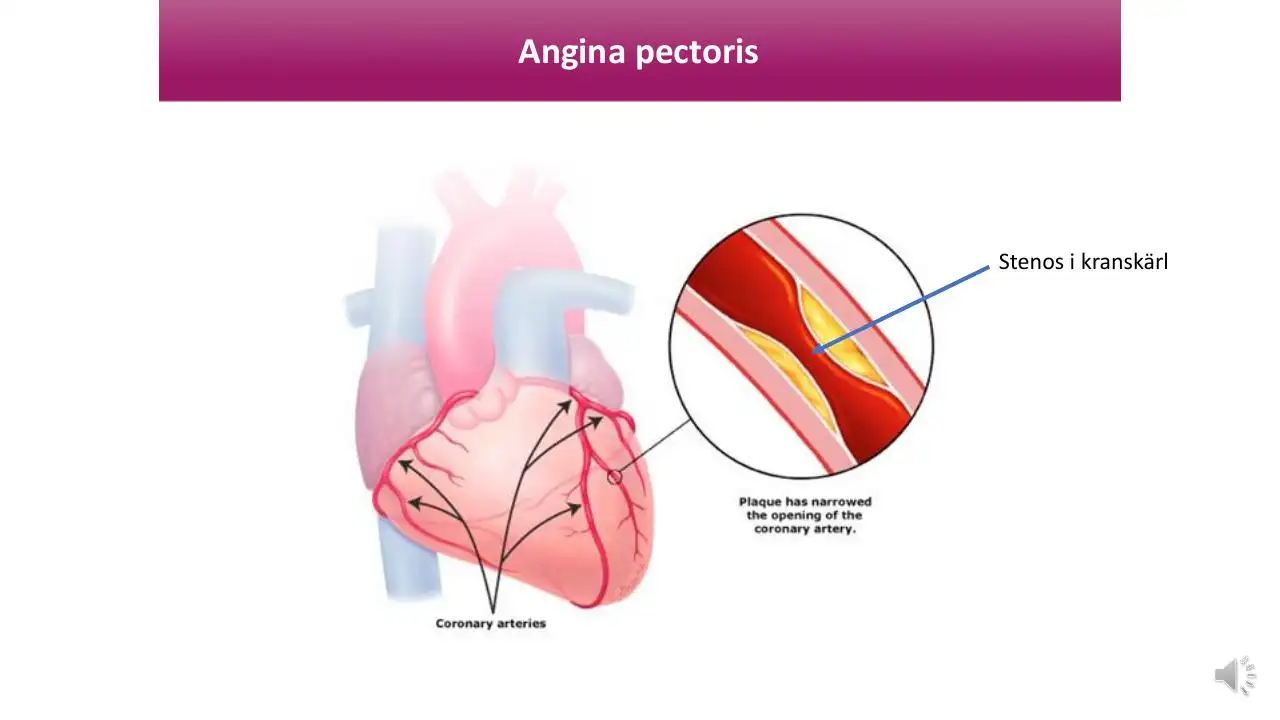 Angina pectoris
Stenos i kranskärl
Plaque has narrowed
the opening of the
coronary artery.
Coronary arteries